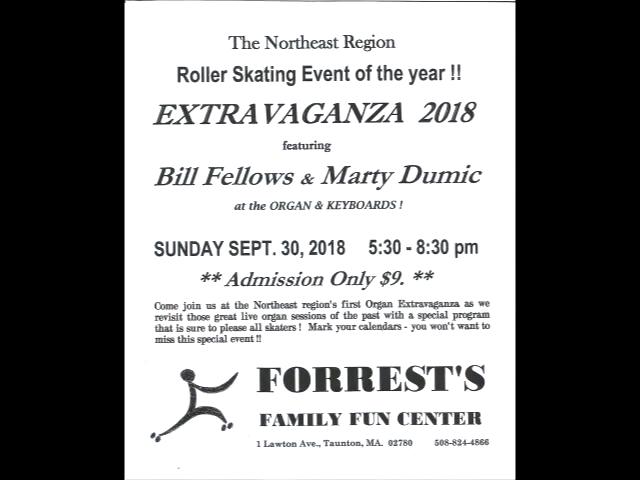 The Northeast Region
Roller Skating Event of the year !!
EXTRAVAGANZA 2018
featuring
Bill Fellows & Marty Dumic
at the ORGAN & KEYBOARDS !
SUNDAY SEPT. 30, 2018 5:30 - 8:30 pm
** Admission Only $9. **
Come join us at the Northeast region's first Organ Extravaganza as we
revisit those great live organ sessions of the past with a special program
that is sure to please all skaters ! Mark your calendars - you won't want to
miss this special event !!
FORREST'S
FAMILY FUN CENTER
1 Lawton Ave., Taunton, MA. 02780 508-824-4866